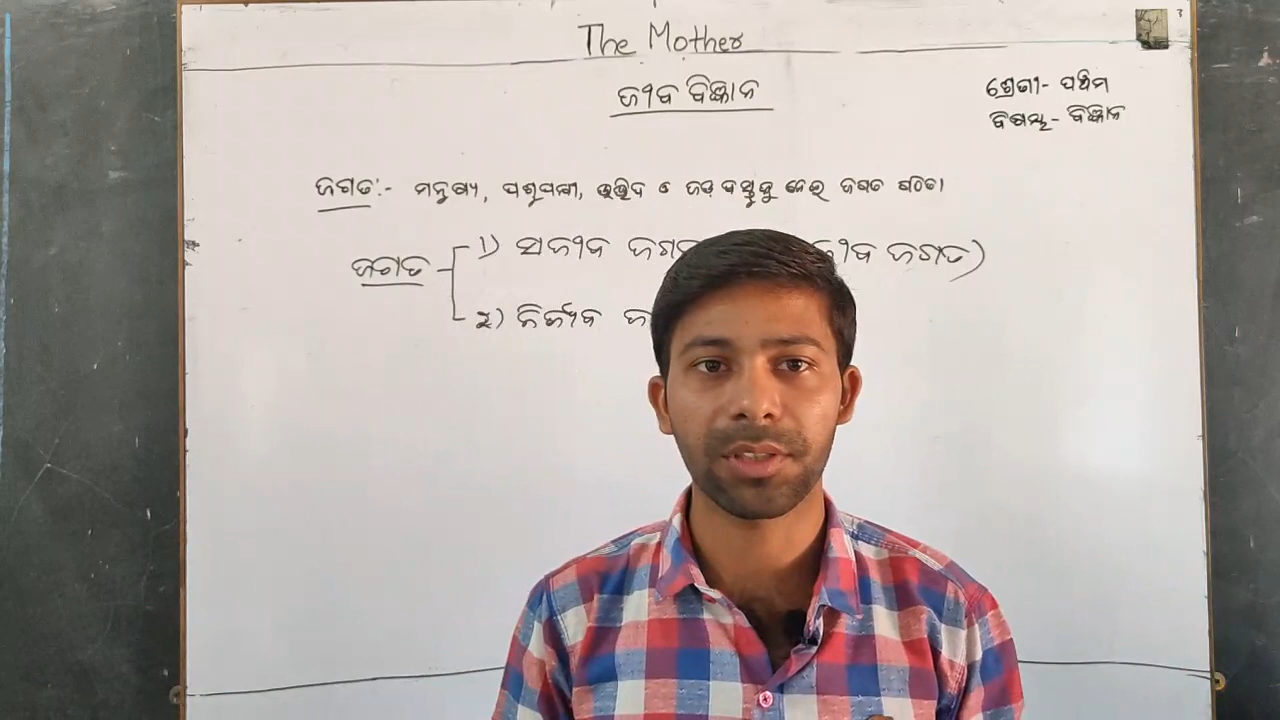 The Mother
ଜୀବ ବିଜ୍ଞାନ
ଶ୍ରେଣୀ- ପଞ୍ଚମ
ବିଷୟ- ବିଜ୍ଞାନ
ଜଗତ:- ମନୁଷ୍ୟ, ପଶୁପକ୍ଷୀ, ଉଦ୍ଭିଦ ଓ ଜଡ଼ ବସ୍ତୁକୁ ନେଇ ଜଗତ ଗଠିତ।
ଜଗତ
୧) ସଜୀବ ଜଗତ ଜୀବ ଜଗତ)
୨) ନିର୍ଜୀବ